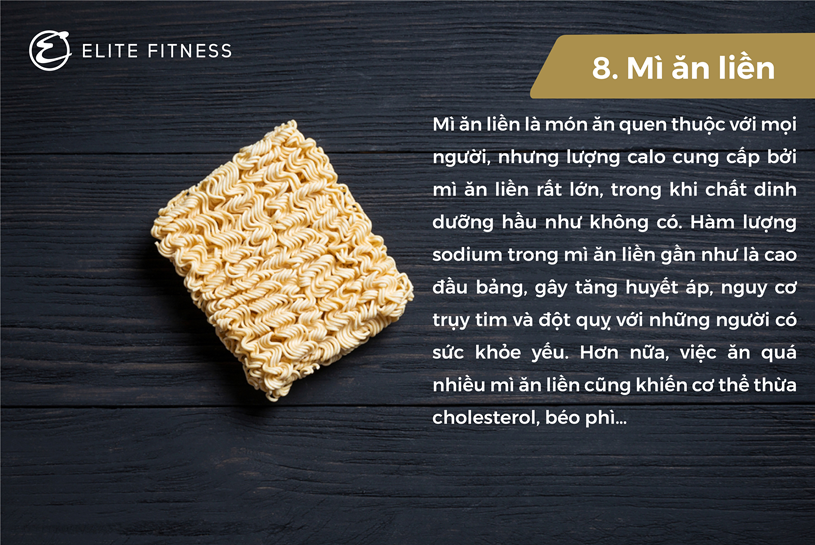 ELITE FITNESS
8. Mì ăn liền
Mì ăn liền là món ăn quen thuộc với mọi
người, nhưng lượng calo cung cấp bởi
mì ăn liền rất lớn, trong khi chất dinh
dưỡng hầu như không có. Hàm lượng
sodium trong mì ăn liền gần như là cao
đầu bảng, gây tăng huyết áp, nguy cơ
trụy tim và đột quỵ với những người có
sức khỏe yếu. Hơn nữa, việc ăn quá
nhiều mì ăn liền cũng khiến cơ thể thừa
cholesterol, béo phì...